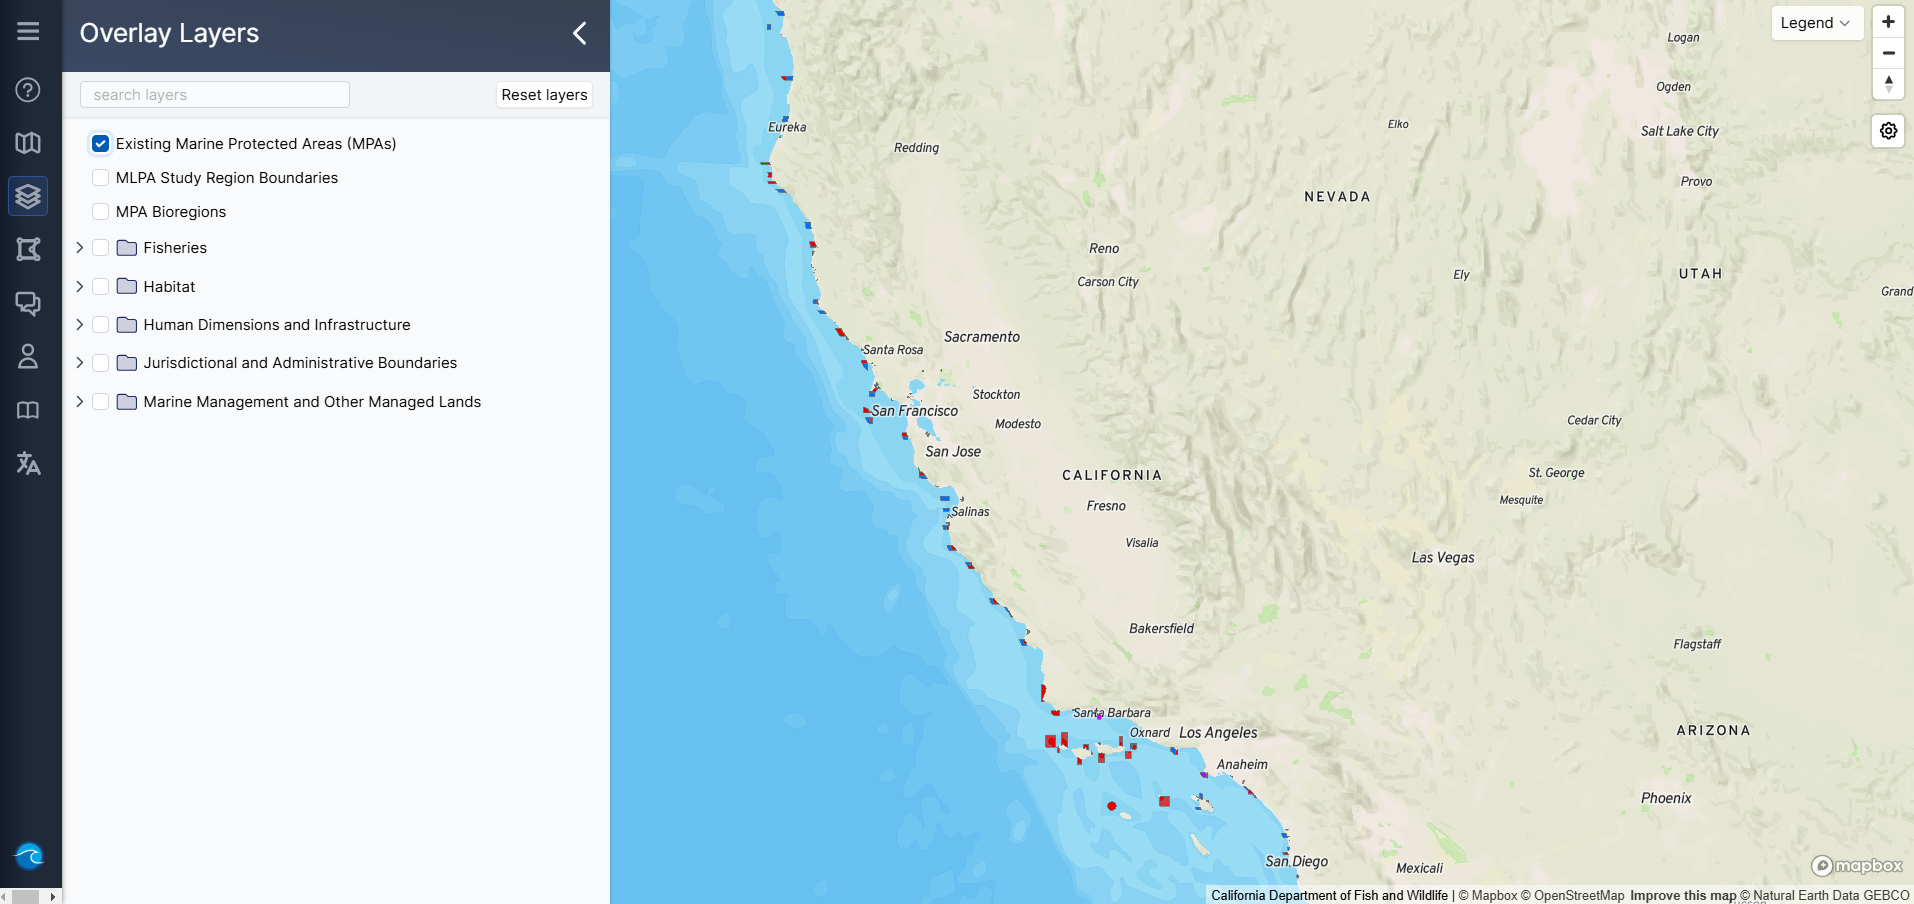 Overlay Layers
search layers
Reset layers
Existing Marine Protected Areas (MPAs)
MLPA Study Region Boundaries
MPA Bioregions
Fisheries
Habitat
Human Dimensions and Infrastructure
Jurisdictional and Administrative Boundaries
Marine Management and Other Managed Lands
Legend
Logan
Ogden
Elko
Salt Lake City
Eureka
Redding
Provo
NEVADA
Reno
UTAH
Ely
Carson City
Grand
Sacramento
Santa Rosa
Stockton
San Francisco
Modesto
Cedar City
San Jose
CALIFORNIA
St. George
Mesquite
Fresno
Salinas
Visalia
Las Vegas
Bakersfield
Flagstaff
Santa Barbara
Oxnard
Los Angeles
ARIZONA
Anaheim
Phoenix
San Diego
Mexicali
mapbox
California Department of Fish and Wildlife | © Mapbox © OpenStreetMap Improve this map © Natural Earth Data GEBCO